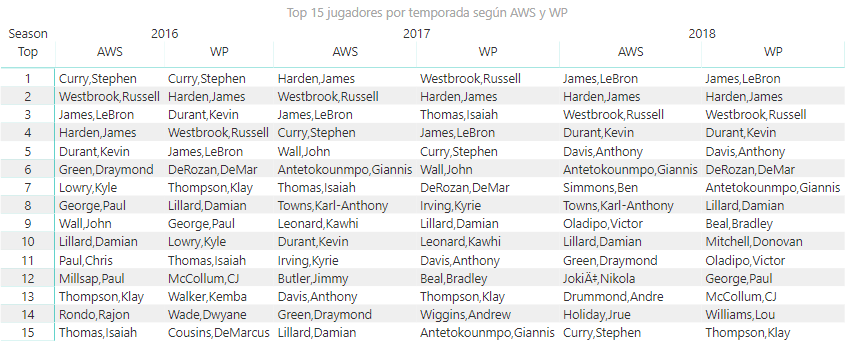 Top 15 jugadores por temporada según AWS y WP
Season 2016 2017 2018
Top AWS WP AWS WP AWS WP
1 Curry,Stephen Curry,Stephen Harden,James Westbrook,Russell James,LeBron James,LeBron
2 Westbrook,Russell Harden,James Westbrook,Russell Harden,James Harden,James Harden,James
3 James,LeBron Durant,Kevin James,LeBron Thomas,Isaiah Westbrook,Russell Westbrook,Russell
4 Harden,James Westbrook,Russell Curry,Stephen James,LeBron Durant,Kevin Durant,Kevin
5 Durant,Kevin James,LeBron Wall,John Curry,Stephen Davis,Anthony Davis,Anthony
6 Green,Draymond DeRozan,DeMar Antetokounmpo,Giannis Wall,John Antetokounmpo,Giannis DeRozan,DeMar
7 Lowry,Kyle Thompson,Klay Thomas,Isaiah DeRozan,DeMar Simmons,Ben Antetokounmpo,Giannis
8 George,Paul Lillard,Damian Towns,Karl-Anthony Irving,Kyrie Towns,Karl-Anthony Lillard,Damian
9 Wall,John George,Paul Leonard,Kawhi Lillard,Damian Oladipo,Victor Beal,Bradley
10 Lillard,Damian Lowry,Kyle Durant,Kevin Leonard,Kawhi Lillard,Damian Mitchell,Donovan
11 Paul,Chris Thomas,Isaiah Irving,Kyrie Davis,Anthony Green,Draymond Oladipo,Victor
12 Millsap,Paul McCollum,CJ Butler,Jimmy Beal,Bradley JokiÄ‡,Nikola George,Paul
13 Thompson,Klay Walker,Kemba Davis,Anthony Thompson,Klay Drummond,Andre McCollum,CJ
14 Rondo,Rajon Wade,Dwyane Green,Draymond Wiggins,Andrew Holiday,Jrue Williams,Lou
15 Thomas,Isaiah Cousins,DeMarcus Lillard,Damian Antetokounmpo,Giannis Curry,Stephen Thompson,Klay